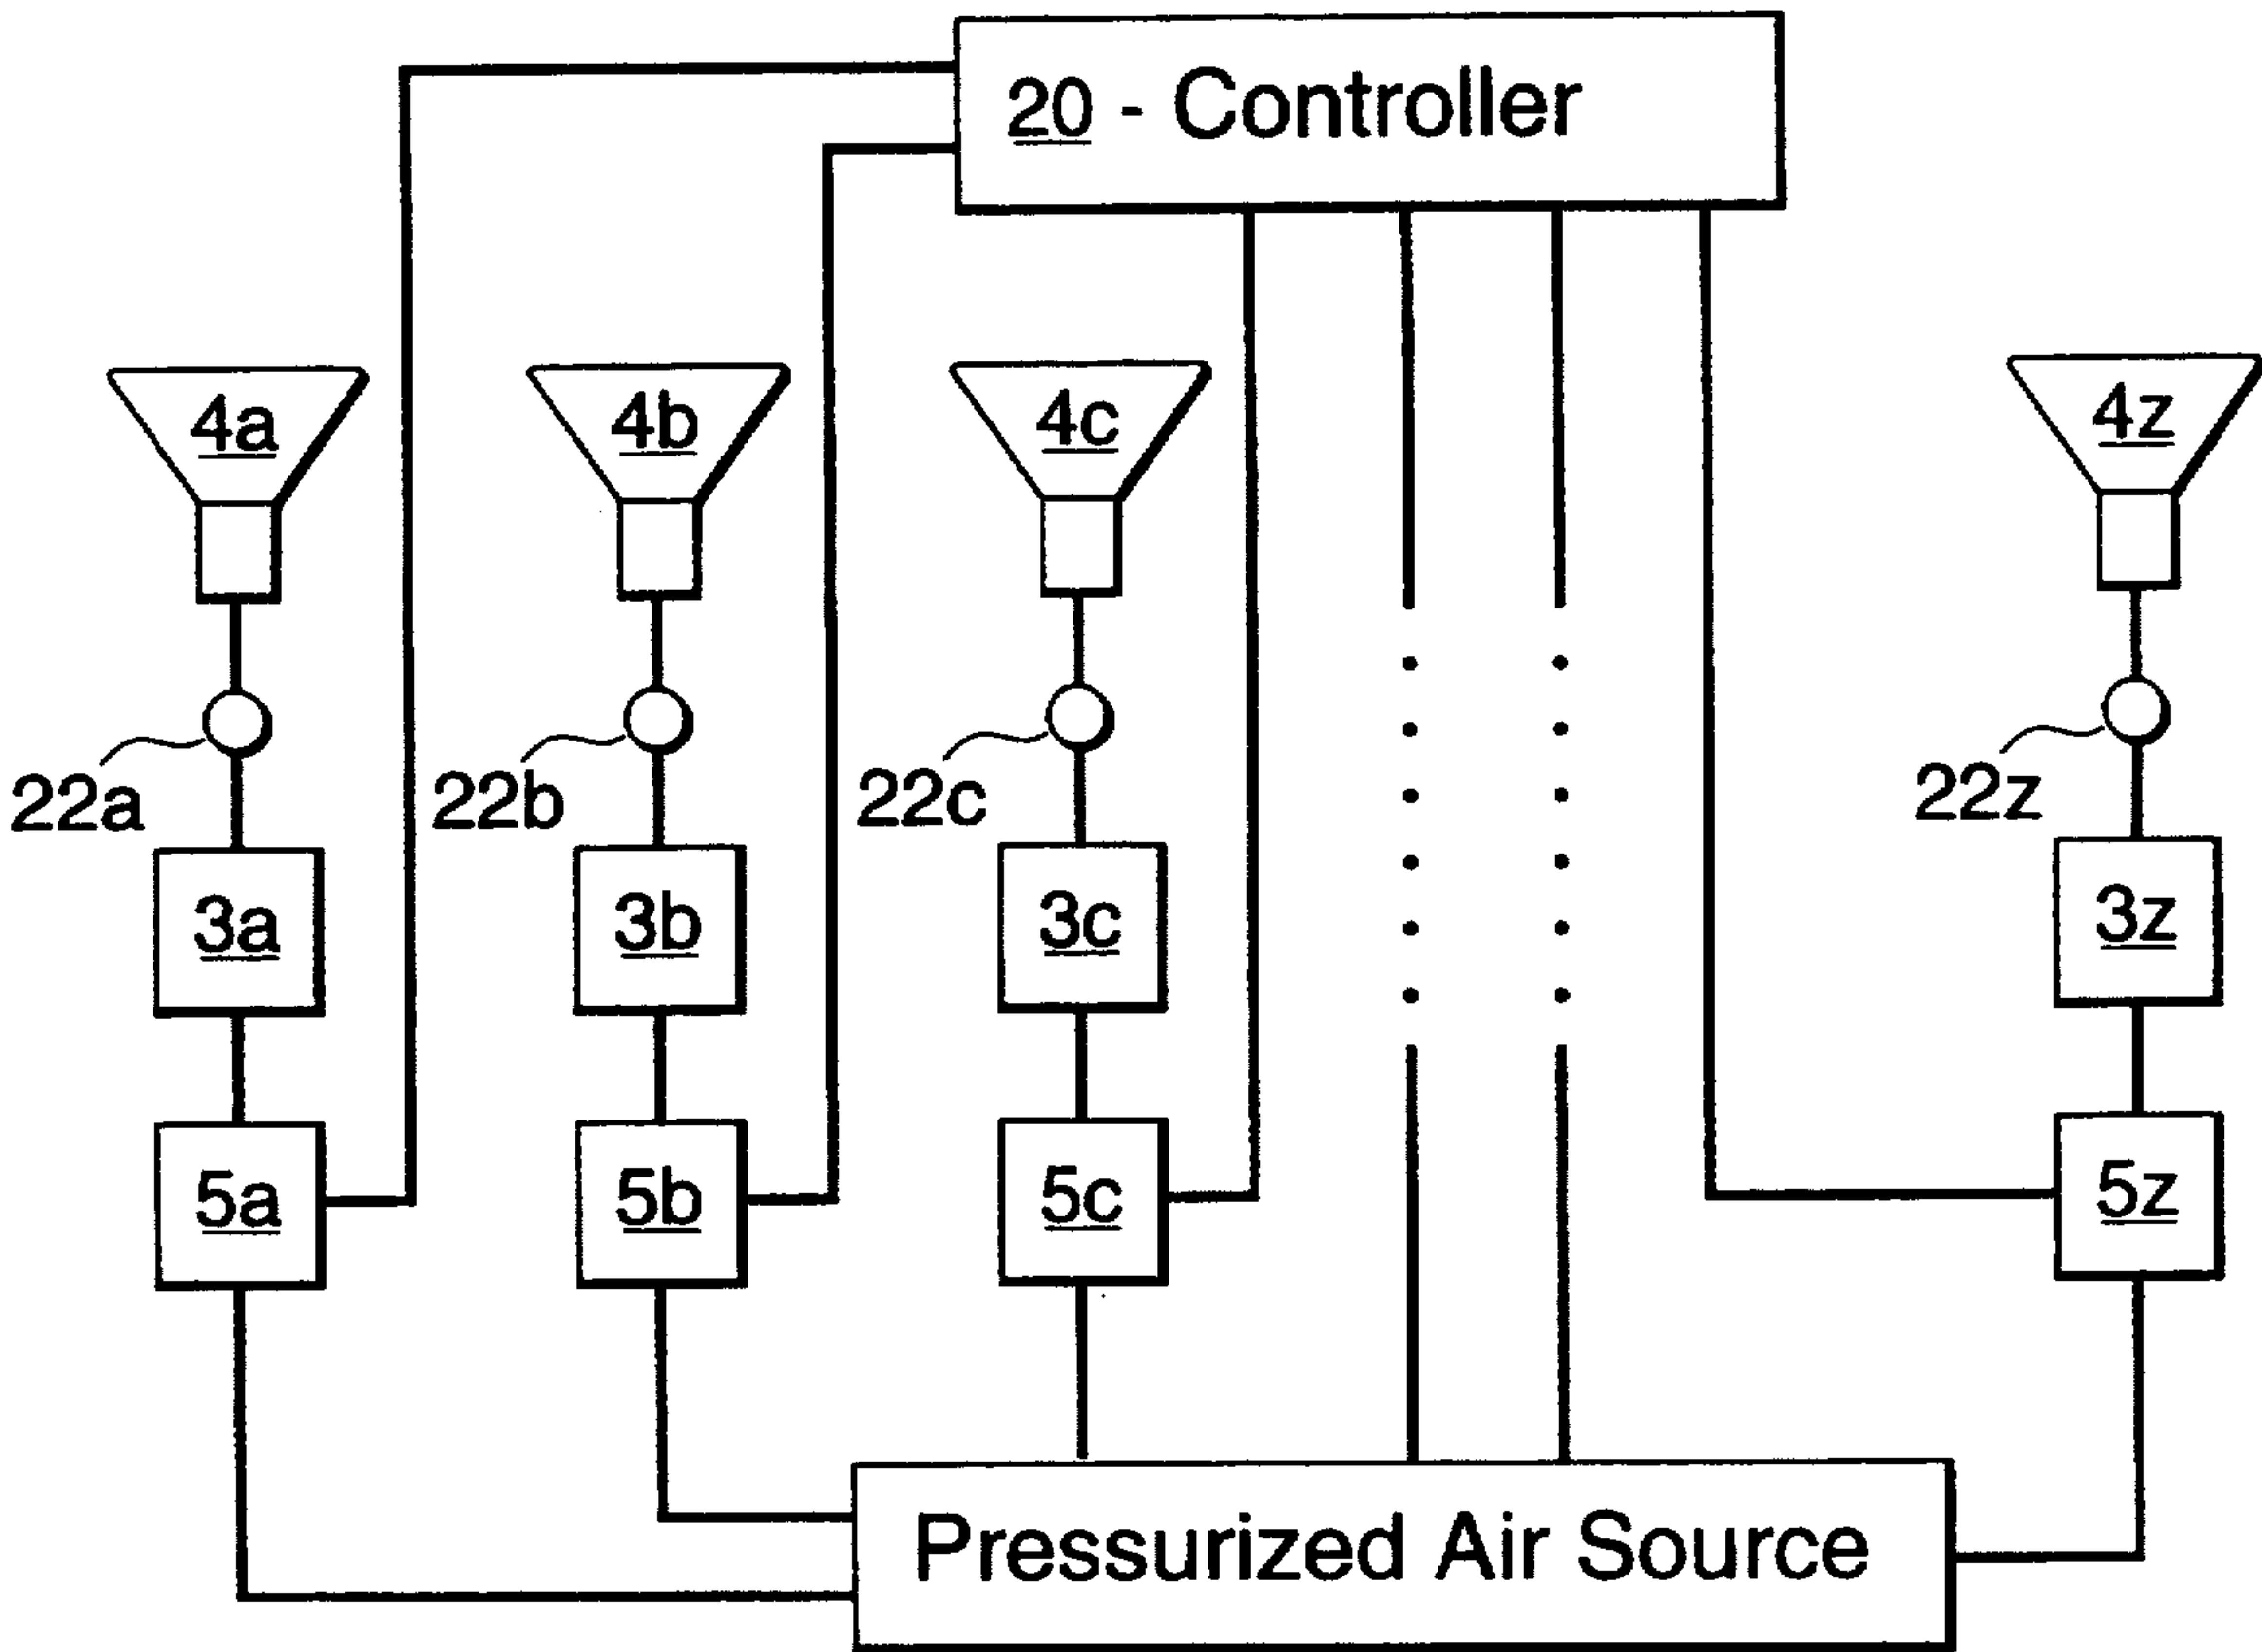 20 - Controller
4a 4b 4c 4z
22a 22b 22c 22z
3a 3b 3c 3z
5a 5b 5c 5z
Pressurized Air Source